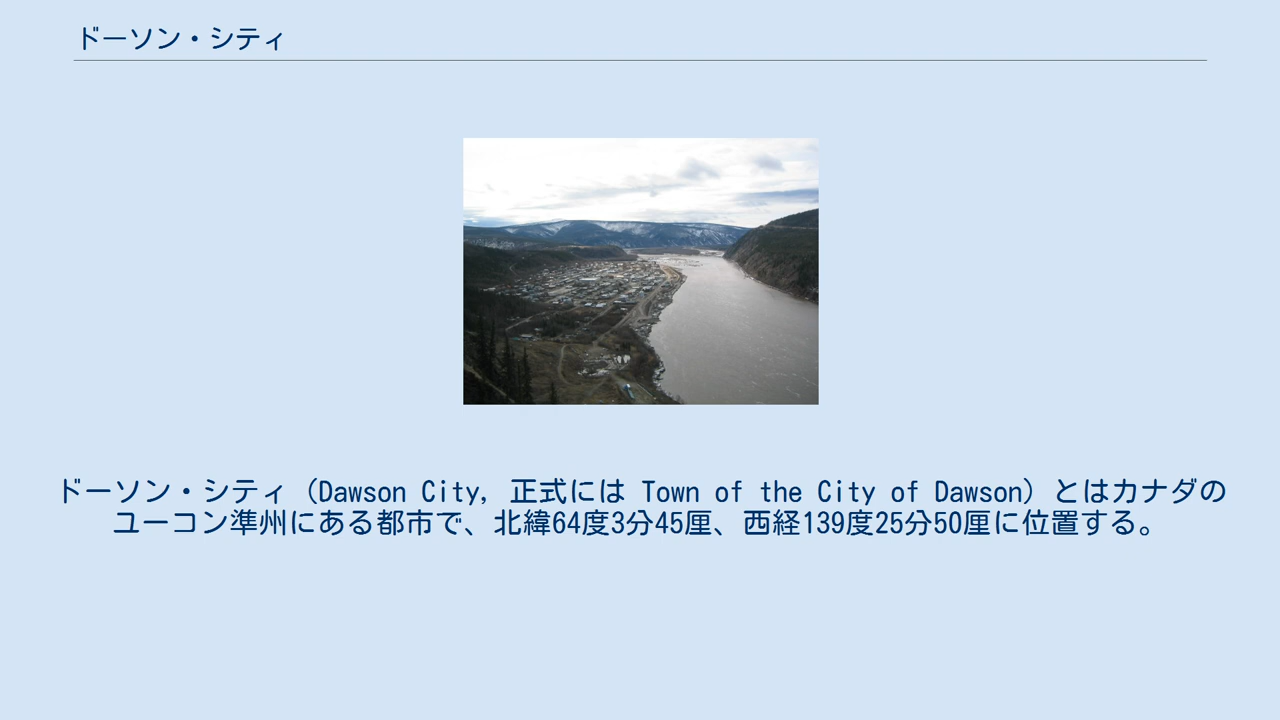 ドーソン・シティ
ドーソン・シティ（Dawson City, 正式には Town of the City of Dawson）とはカナダの
ユーコン準州にある都市で、北緯64度3分45厘、西経139度25分50厘に位置する。